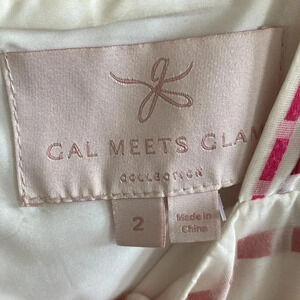 g
GAL MEETS GLAM
COLLECTION
2
Made in
China